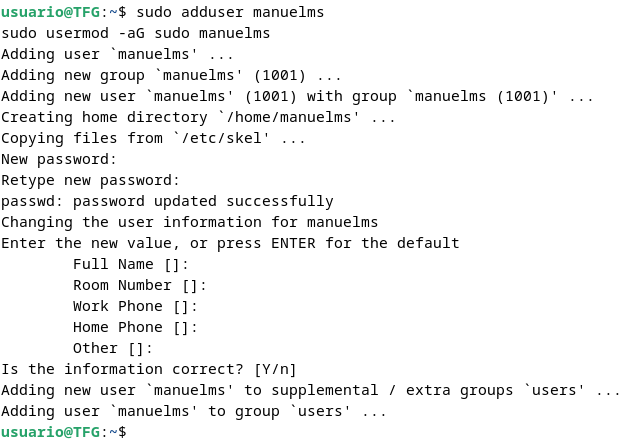 usuario@TFG:~$ sudo adduser manuelms
sudo usermod -aG sudo manuelms
Adding user `manuelms' ...
Adding new group `manuelms' (1001) ...
Adding new user `manuelms' (1001) with group `manuelms (1001)' ...
Creating home directory `/home/manuelms' ...
Copying files from `/etc/skel' ...
New password:
Retype new password:
passwd: password updated successfully
Changing the user information for manuelms
Enter the new value, or press ENTER for the default
        Full Name []:
        Room Number []:
        Work Phone []:
        Home Phone []:
        Other []:
Is the information correct? [Y/n]
Adding new user `manuelms' to supplemental / extra groups `users' ...
Adding user `manuelms' to group `users' ...
usuario@TFG:~$